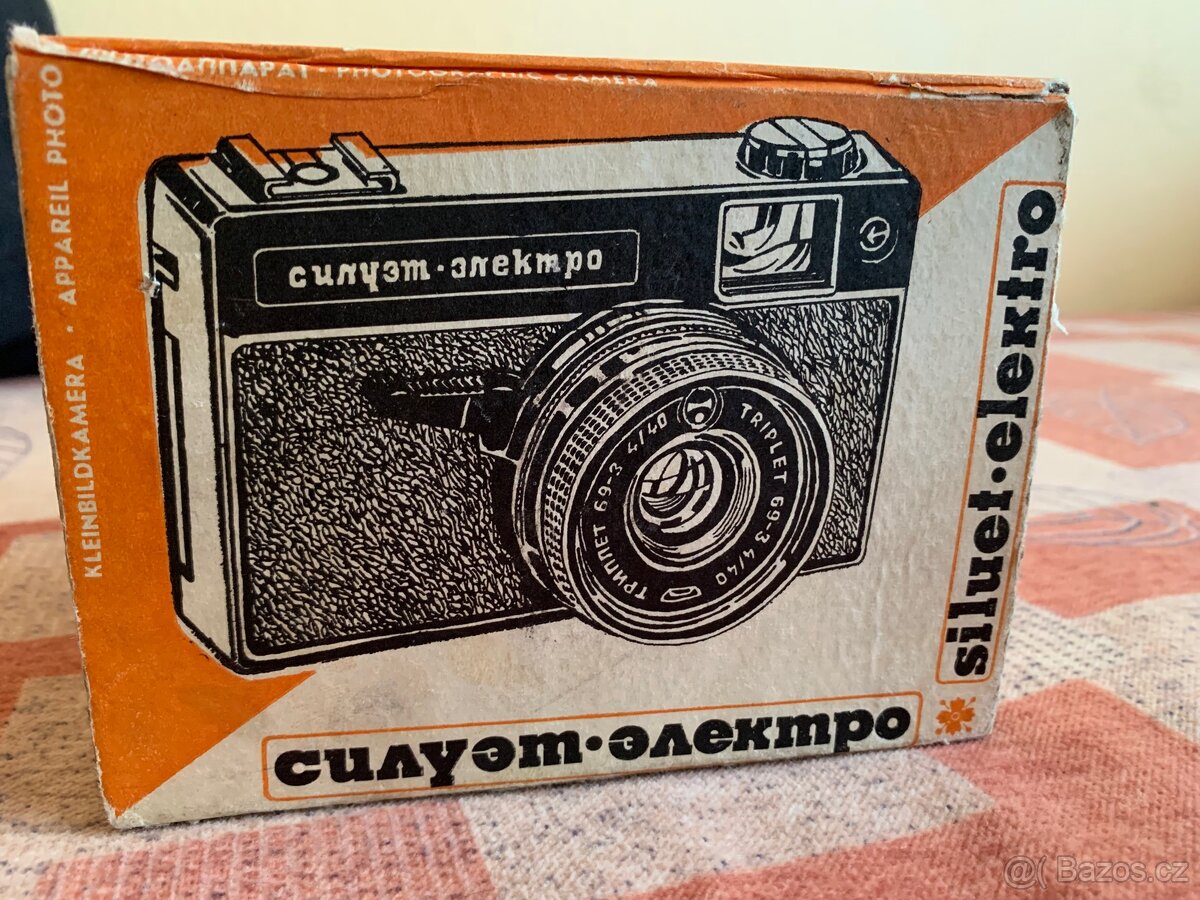 ФОТОАППАРАТ · PHOTOGRAPHIC CAMERA
KLEINBILDKAMERA · APPAREIL PHOTO
силуэт·электро
ТРИПЛЕТ 69-3 4/40
TRIPLET 69-3 4/40
siluet·elektro
силуэт·электро
Bazos.cz